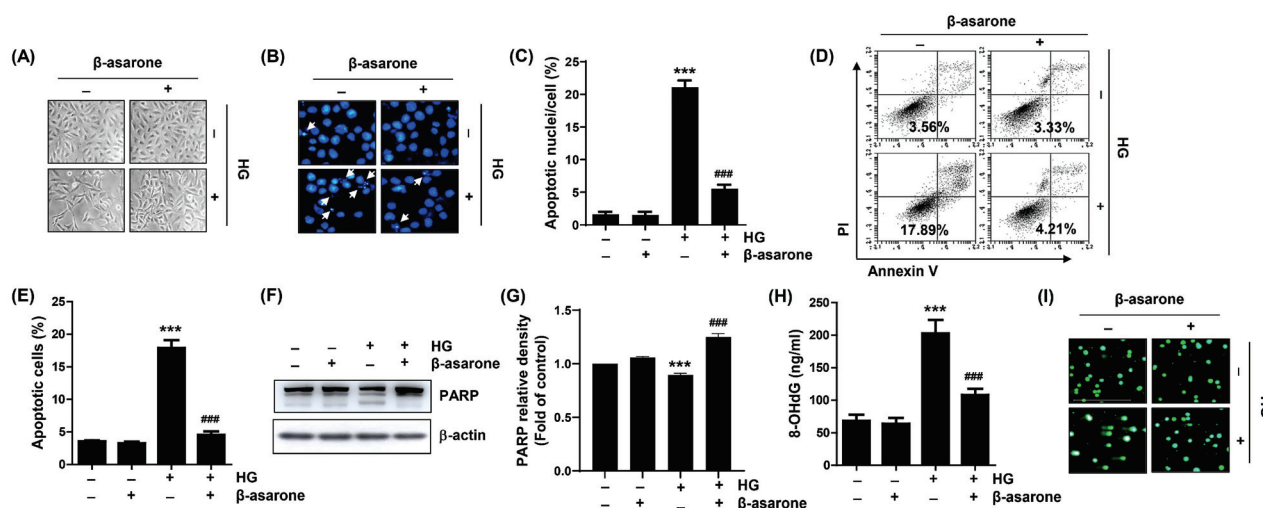 (A)
β-asarone
– +
–
+
HG
(B)
β-asarone
– +
–
+
HG
(C)
Apoptotic nuclei/cell (%)
25
20
15
10
5
0
***
###
– – + + HG
– + – + β-asarone
(D)
β-asarone
– +
3.56% 3.33%
17.89% 4.21%
–
+
HG
PI
Annexin V
(E)
Apoptotic cells (%)
25
20
15
10
5
0
***
###
– – + + HG
– + – + β-asarone
(F)
– – + + HG
– + – + β-asarone
PARP
β-actin
(G)
PARP relative density
(Fold of control)
1.5
1.0
0.5
0.0
***
###
– – + + HG
– + – + β-asarone
(H)
8-OHdG (ng/ml)
250
200
150
100
50
0
***
###
– – + + HG
– + – + β-asarone
(I)
β-asarone
– +
–
+
HG